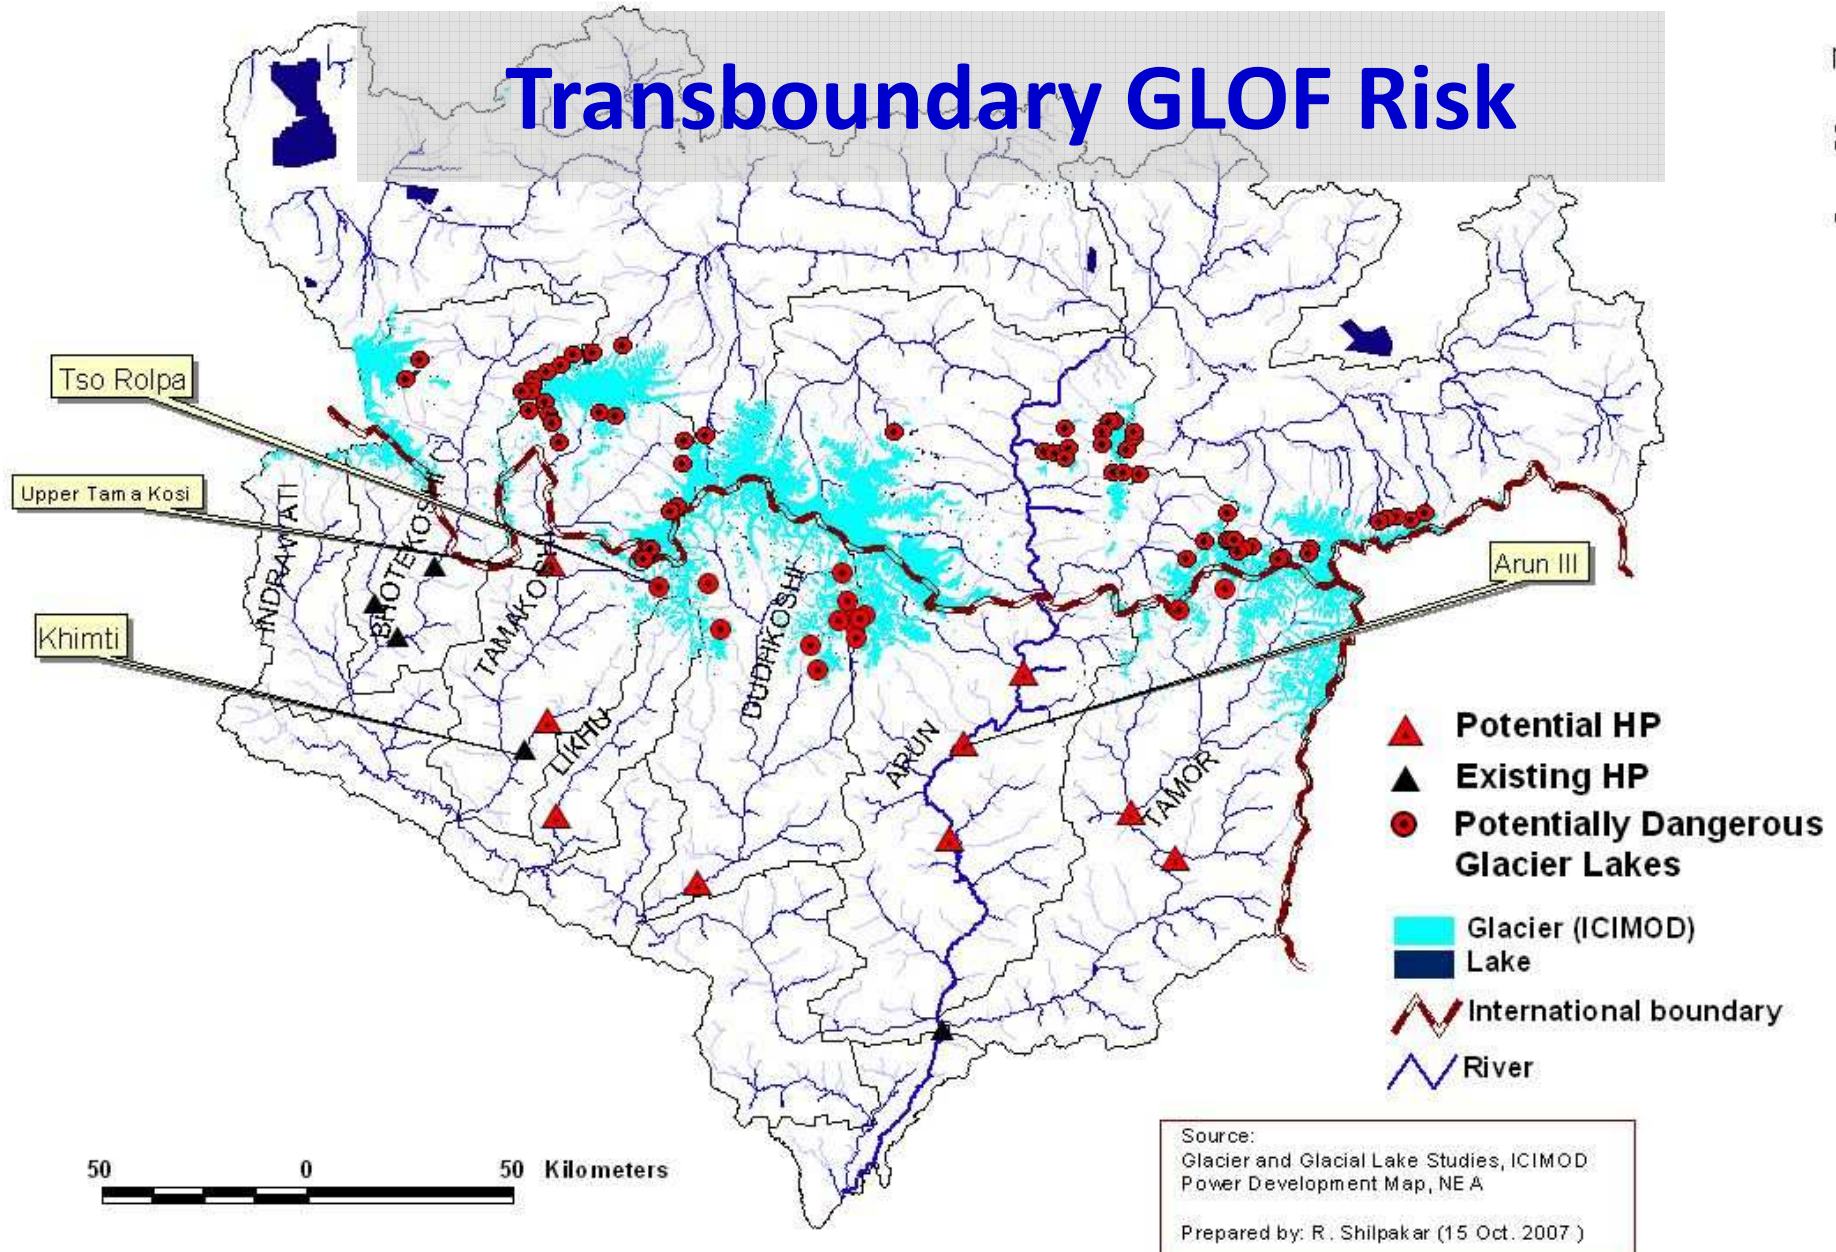 Transboundary GLOF Risk
Tso Rolpa
Upper Tama Kosi
Khimti
Arun III
INDRAWATI
BHOTEKOSHI
TAMAKOSHI
LIKHU
DUDHKOSHI
ARUN
TAMOR
Potential HP
Existing HP
Potentially Dangerous
Glacier Lakes
Glacier (ICIMOD)
Lake
International boundary
River
50 0 50 Kilometers
Source:
Glacier and Glacial Lake Studies, ICIMOD
Power Development Map, NEA
Prepared by: R. Shilpakar (15 Oct. 2007 )